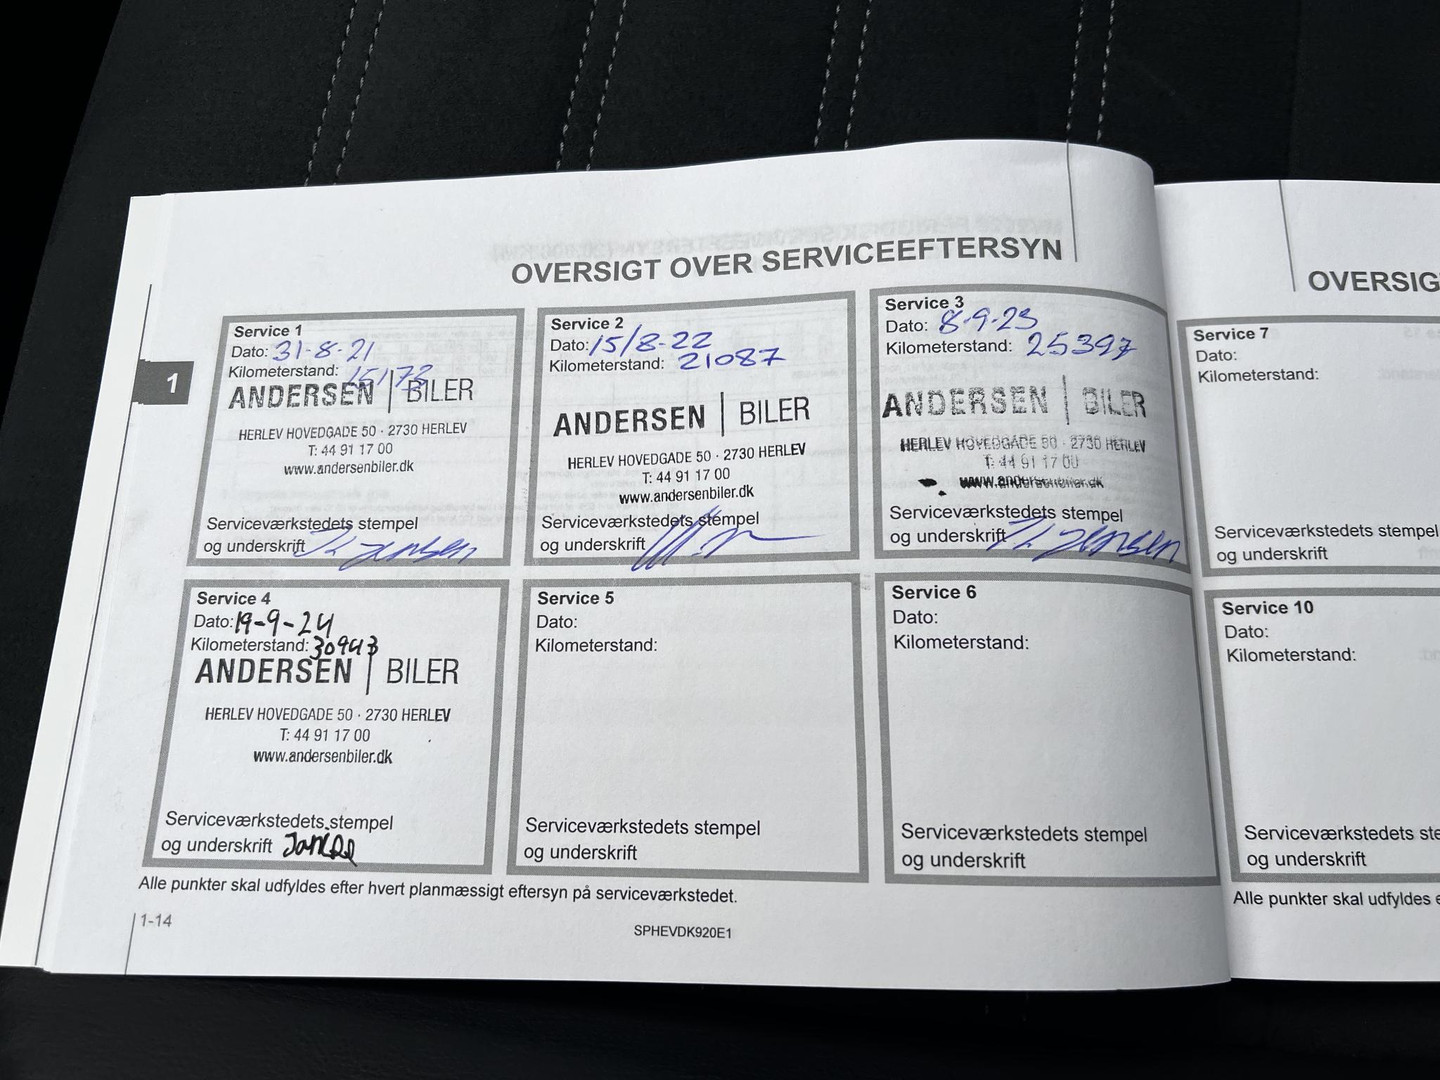 OVERSIGT OVER SERVICEEFTERSYN
1
Service 1
Dato: 31-8-21
Kilometerstand: 15173
ANDERSEN | BILER
HERLEV HOVEDGADE 50 · 2730 HERLEV
T: 44 91 17 00
www.andersenbiler.dk
Serviceværkstedets stempel
og underskrift Jensen
Service 2
Dato: 15/8-22
Kilometerstand: 21087
ANDERSEN | BILER
HERLEV HOVEDGADE 50 · 2730 HERLEV
T: 44 91 17 00
www.andersenbiler.dk
Serviceværkstedets stempel
og underskrift
Service 3
Dato: 8-9-23
Kilometerstand: 25397
ANDERSEN | BILER
HERLEV HOVEDGADE 50 · 2730 HERLEV
T: 44 91 17 00
www.andersenbiler.dk
Serviceværkstedets stempel
og underskrift Jensen
Service 4
Dato: 19-9-24
Kilometerstand: 30943
ANDERSEN | BILER
HERLEV HOVEDGADE 50 · 2730 HERLEV
T: 44 91 17 00
www.andersenbiler.dk
Serviceværkstedets stempel
og underskrift
Service 5
Dato:
Kilometerstand:
Serviceværkstedets stempel
og underskrift
Service 6
Dato:
Kilometerstand:
Serviceværkstedets stempel
og underskrift
Alle punkter skal udfyldes efter hvert planmæssigt eftersyn på serviceværkstedet.
1-14
SPHEVDK920E1
OVERSIG
Service 7
Dato:
Kilometerstand:
Serviceværkstedets stempel
og underskrift
Service 10
Dato:
Kilometerstand:
Serviceværkstedets ste
og underskrift
Alle punkter skal udfyldes e